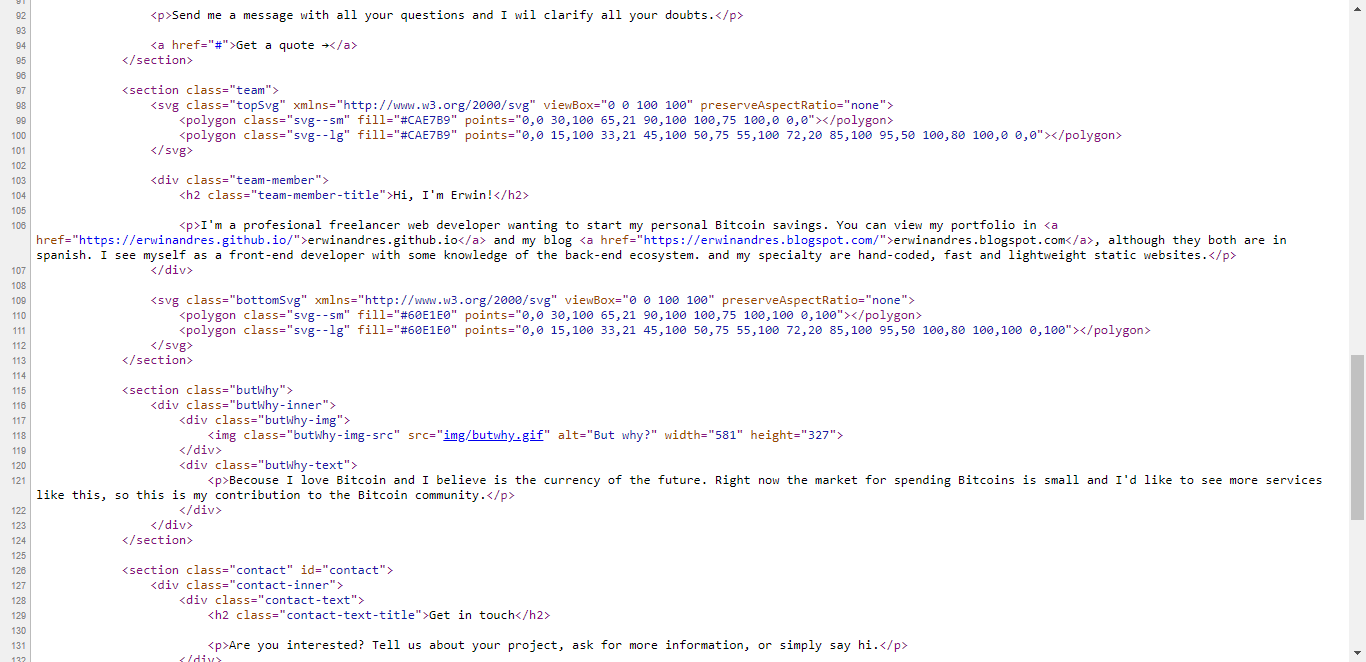 91
92 <p>Send me a message with all your questions and I wil clarify all your doubts.</p>
93
94 <a href="#">Get a quote →</a>
95 </section>
96
97 <section class="team">
98 <svg class="topSvg" xmlns="http://www.w3.org/2000/svg" viewBox="0 0 100 100" preserveAspectRatio="none">
99 <polygon class="svg--sm" fill="#CAE7B9" points="0,0 30,100 65,21 90,100 100,75 100,0 0,0"></polygon>
100 <polygon class="svg--lg" fill="#CAE7B9" points="0,0 15,100 33,21 45,100 50,75 55,100 72,20 85,100 95,50 100,80 100,0 0,0"></polygon>
101 </svg>
102
103 <div class="team-member">
104 <h2 class="team-member-title">Hi, I'm Erwin!</h2>
105
106 <p>I'm a profesional freelancer web developer wanting to start my personal Bitcoin savings. You can view my portfolio in <a
href="https://erwinandres.github.io/">erwinandres.github.io</a> and my blog <a href="https://erwinandres.blogspot.com/">erwinandres.blogspot.com</a>, although they both are in
spanish. I see myself as a front-end developer with some knowledge of the back-end ecosystem. and my specialty are hand-coded, fast and lightweight static websites.</p>
107 </div>
108
109 <svg class="bottomSvg" xmlns="http://www.w3.org/2000/svg" viewBox="0 0 100 100" preserveAspectRatio="none">
110 <polygon class="svg--sm" fill="#60E1E0" points="0,0 30,100 65,21 90,100 100,75 100,100 0,100"></polygon>
111 <polygon class="svg--lg" fill="#60E1E0" points="0,0 15,100 33,21 45,100 50,75 55,100 72,20 85,100 95,50 100,80 100,100 0,100"></polygon>
112 </svg>
113 </section>
114
115 <section class="butWhy">
116 <div class="butWhy-inner">
117 <div class="butWhy-img">
118 <img class="butWhy-img-src" src="img/butwhy.gif" alt="But why?" width="581" height="327">
119 </div>
120 <div class="butWhy-text">
121 <p>Becouse I love Bitcoin and I believe is the currency of the future. Right now the market for spending Bitcoins is small and I'd like to see more services
like this, so this is my contribution to the Bitcoin community.</p>
122 </div>
123 </div>
124 </section>
125
126 <section class="contact" id="contact">
127 <div class="contact-inner">
128 <div class="contact-text">
129 <h2 class="contact-text-title">Get in touch</h2>
130
131 <p>Are you interested? Tell us about your project, ask for more information, or simply say hi.</p>
132 </div>